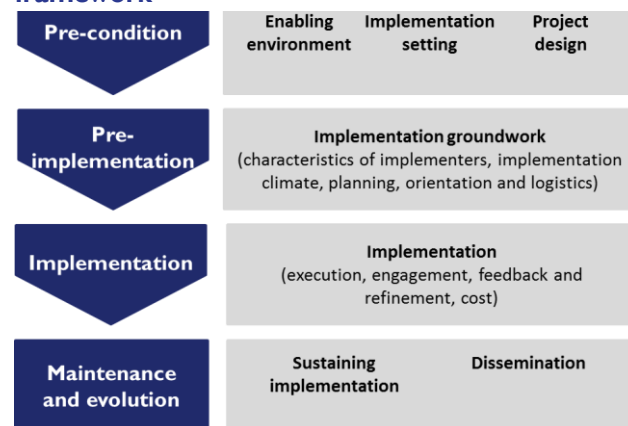 framework
Pre-condition
Enabling environment
Implementation setting
Project design
Pre-
implementation
Implementation groundwork
(characteristics of implementers, implementation
climate, planning, orientation and logistics)
Implementation
Implementation
(execution, engagement, feedback and
refinement, cost)
Maintenance
and evolution
Sustaining
implementation
Dissemination